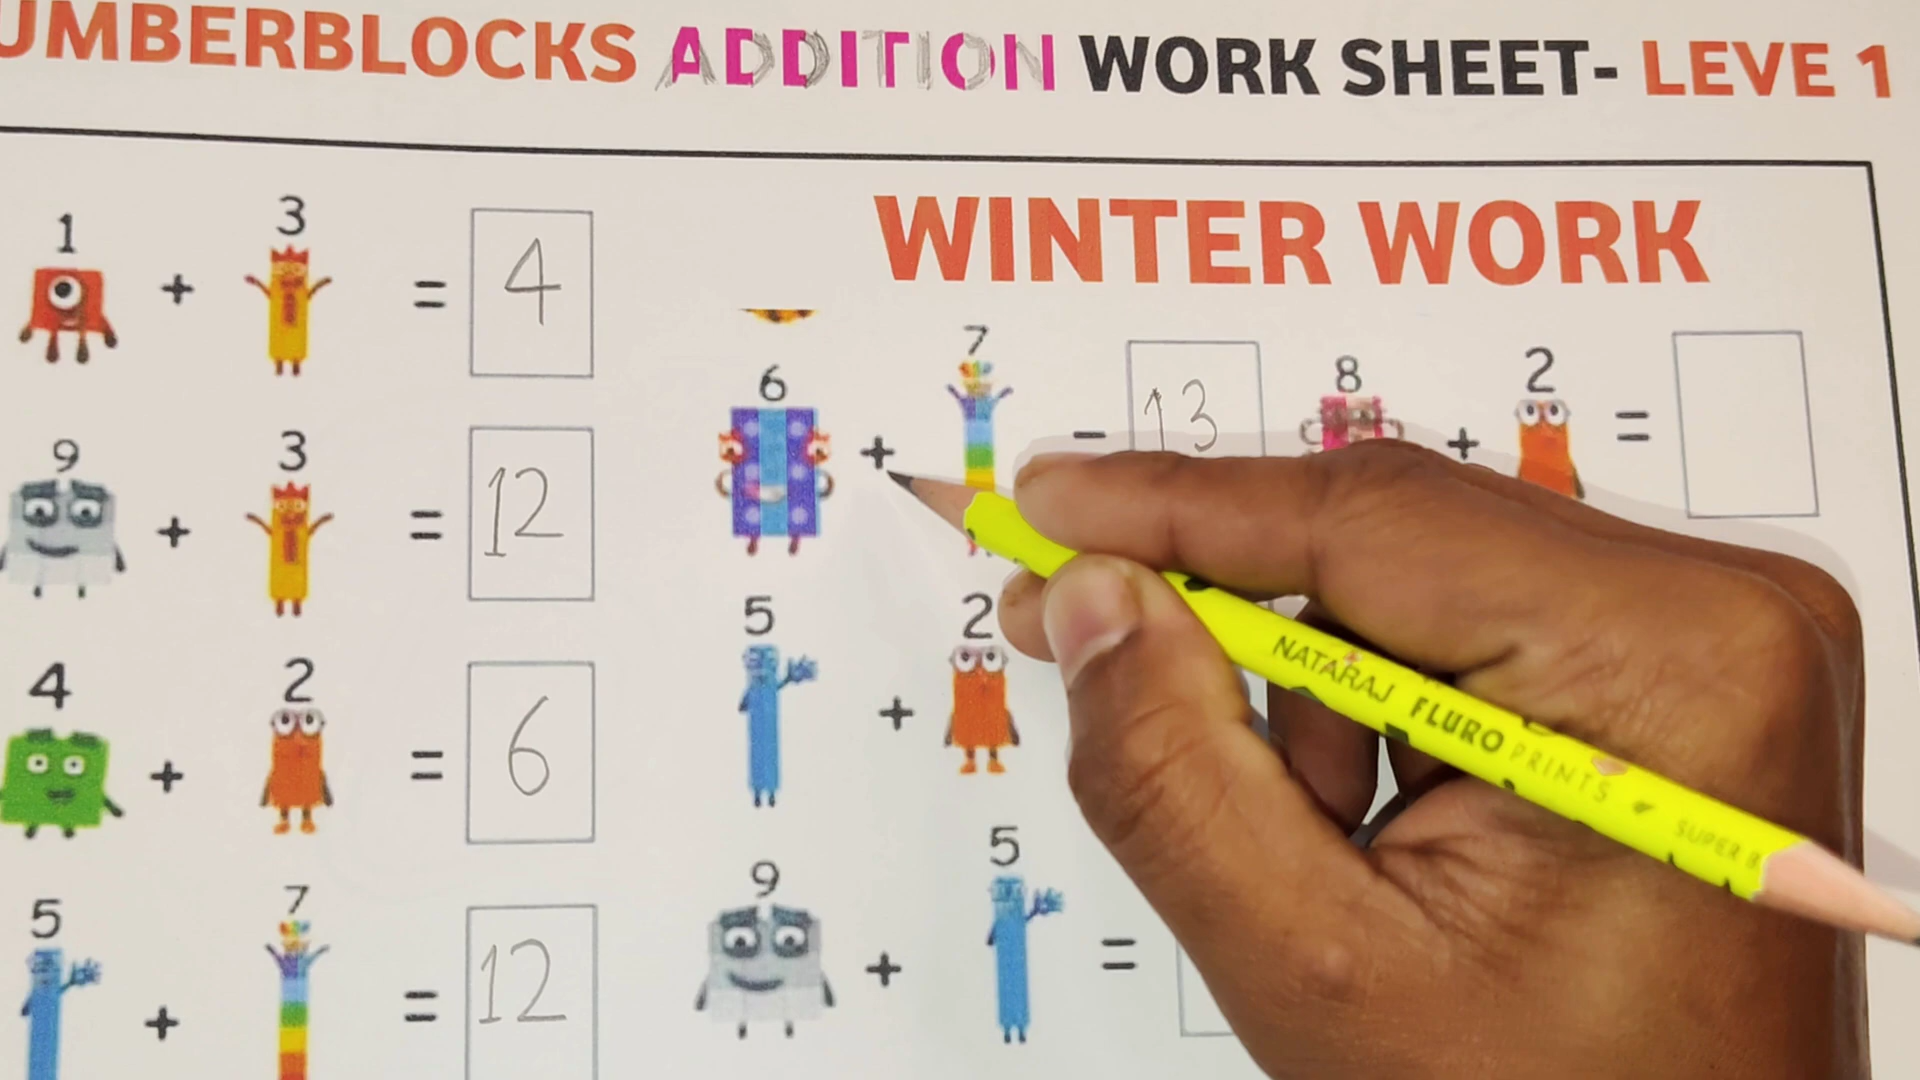 UMBERBLOCKS ADDITION WORK SHEET- LEVE 1
WINTER WORK
1 + 3 = 4
6 + 7 - 13
8 + 2 =
9 + 3 = 12
5 + 2
4 + 2 = 6
9 + 5 =
5 + 7 = 12
NATARAJ FLURO PRINTS SUPER B